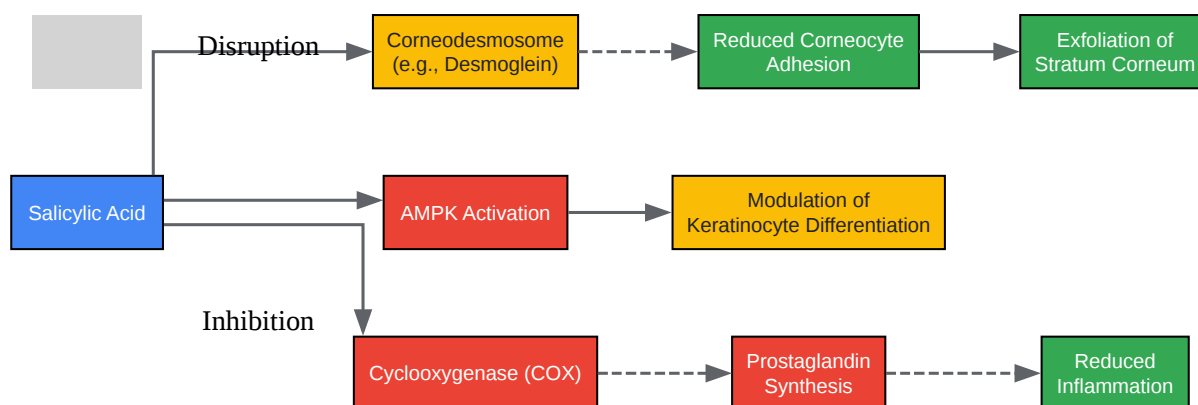 Disruption
Corneodesmosome
(e.g., Desmoglein)
Reduced Corneocyte
Adhesion
Exfoliation of
Stratum Corneum
Salicylic Acid
AMPK Activation
Modulation of
Keratinocyte Differentiation
Inhibition
Cyclooxygenase (COX)
Prostaglandin
Synthesis
Reduced
Inflammation